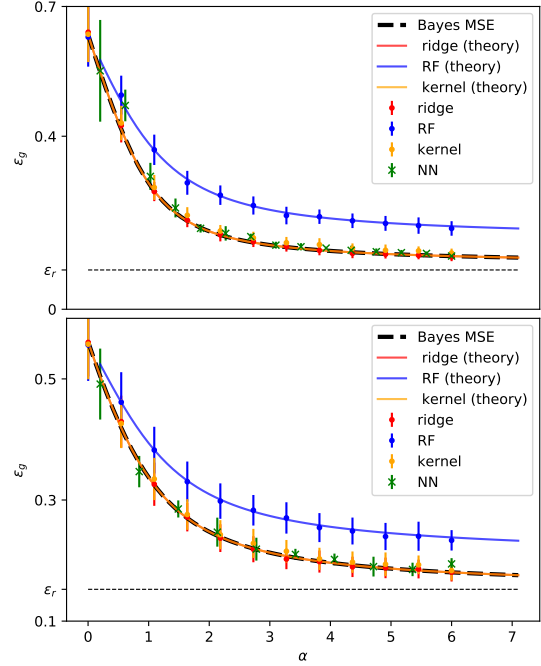 0.7
0.4
ε_g
ε_r
0
Bayes MSE
ridge (theory)
RF (theory)
kernel (theory)
ridge
RF
kernel
NN
0.5
0.3
ε_g
ε_r
0.1
Bayes MSE
ridge (theory)
RF (theory)
kernel (theory)
ridge
RF
kernel
NN
0 1 2 3 4 5 6 7
α